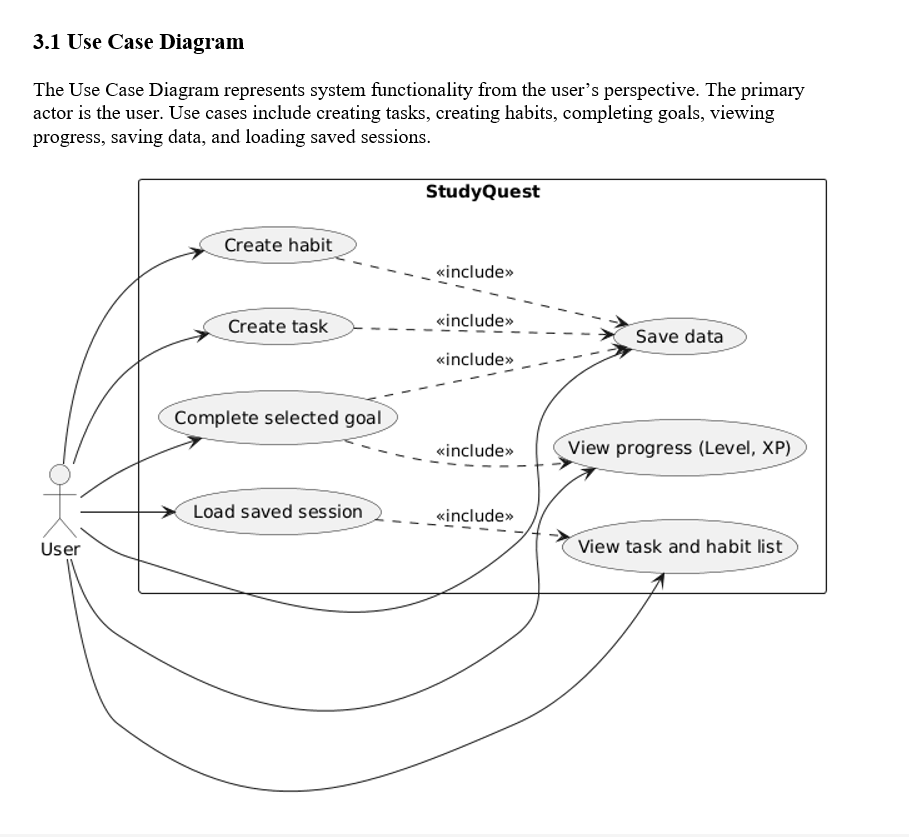 3.1 Use Case Diagram
The Use Case Diagram represents system functionality from the user’s perspective. The primary
actor is the user. Use cases include creating tasks, creating habits, completing goals, viewing
progress, saving data, and loading saved sessions.
StudyQuest
Create habit
«include»
Create task
«include»
Save data
«include»
Complete selected goal
«include»
View progress (Level, XP)
Load saved session
«include»
User
View task and habit list